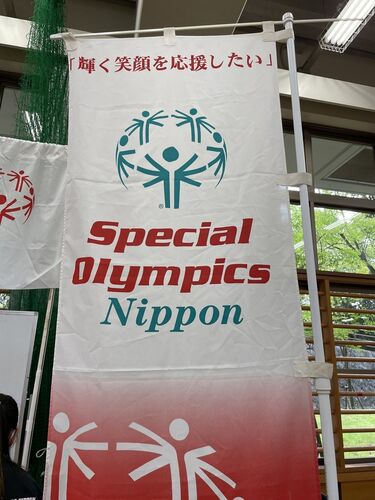 「輝く笑顔を応援したい」
®
Special
Olympics
Nippon